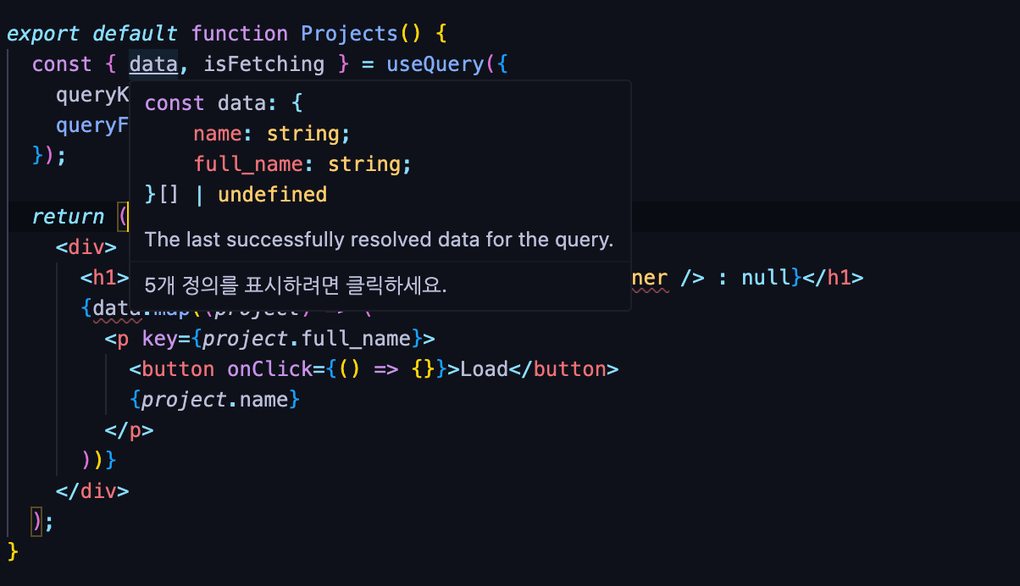 export default function Projects() {
const { data, isFetching } = useQuery({
queryK
const data: {
queryF
name: string;
});
full_name: string;
}[] | undefined
return (
The last successfully resolved data for the query.
<div>
<h1>
5개 정의를 표시하려면 클릭하세요.
ner /> : null}</h1>
{data.map((project) => (
<p key={project.full_name}>
<button onClick={() => {}}>Load</button>
{project.name}
</p>
))}
</div>
);
}